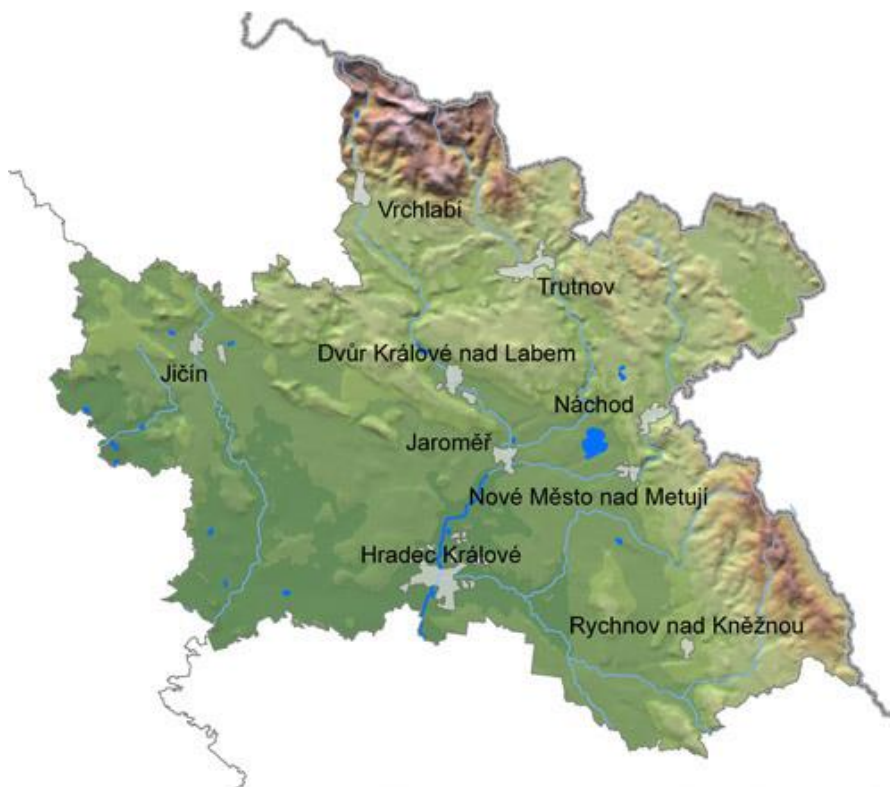 Vrchlabí
Trutnov
Dvůr Králové nad Labem
Jičín
Náchod
Jaroměř
Nové Město nad Metují
Hradec Králové
Rychnov nad Kněžnou